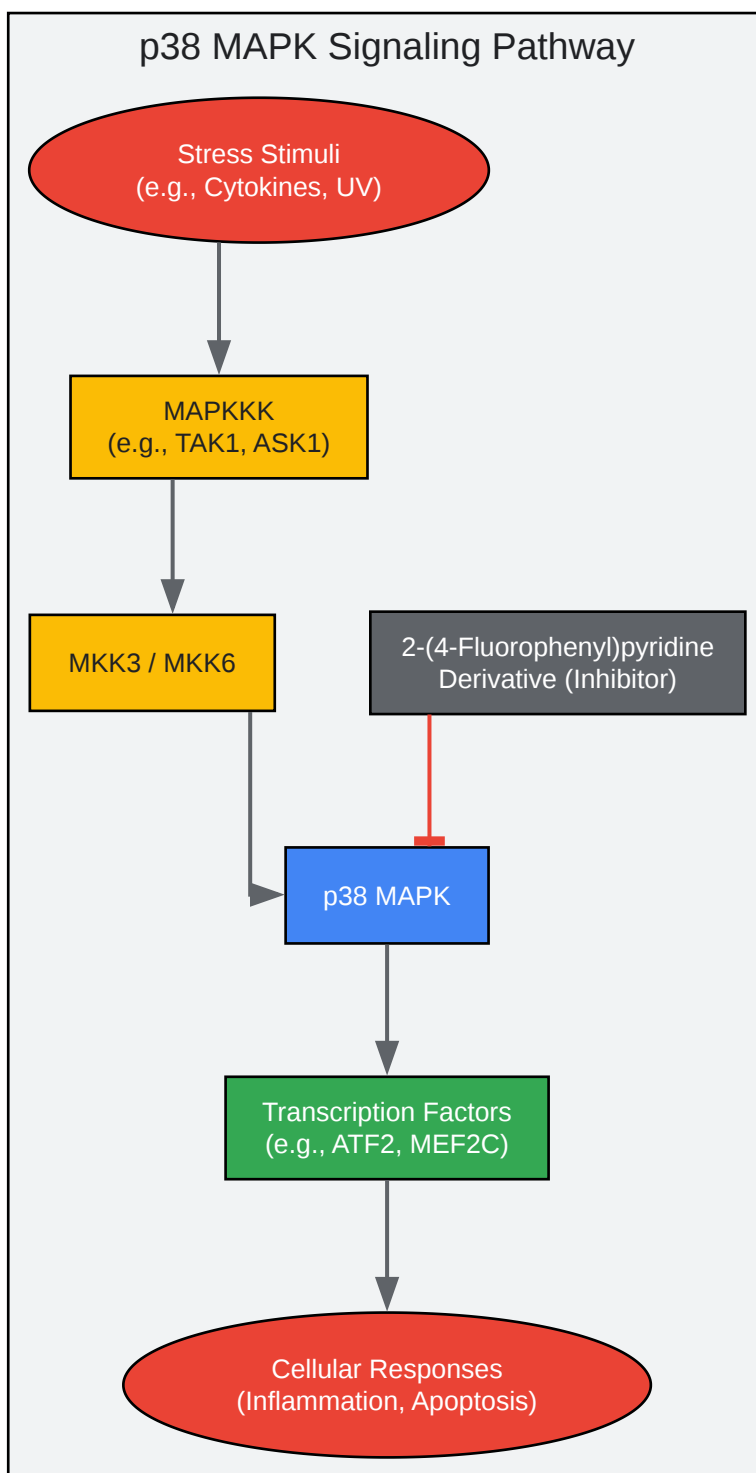 p38 MAPK Signaling Pathway
Stress Stimuli
(e.g., Cytokines, UV)
MAPKKK
(e.g., TAK1, ASK1)
MKK3 / MKK6
2-(4-Fluorophenyl)pyridine
Derivative (Inhibitor)
p38 MAPK
Transcription Factors
(e.g., ATF2, MEF2C)
Cellular Responses
(Inflammation, Apoptosis)